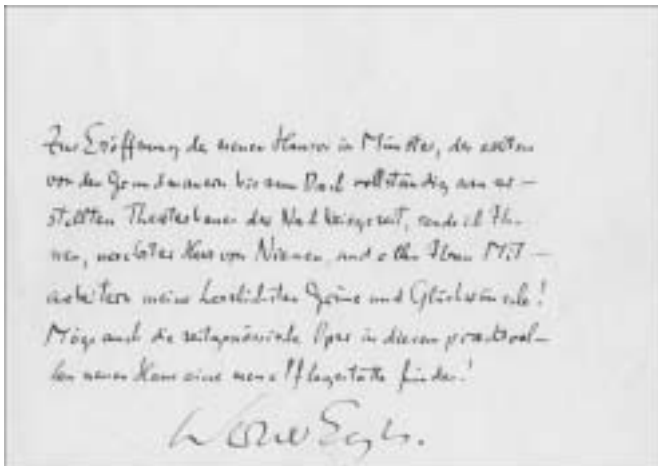 Zur Eröffnung des neuen Hauses in Münster, des ersten
von den Grundmauern bis zum Dach vollständig neu er-
stellten Theaterbaues der Nachkriegszeit, sende ich Ih-
nen, verehrter Herr von Niessen, und allen Ihren Mit-
arbeitern meine herzlichsten Grüße und Glückwünsche!
Möge auch die zeitgenössische Oper in diesem prachtvol-
len neuen Haus eine neue Pflegestätte finden!
Werner Egk.